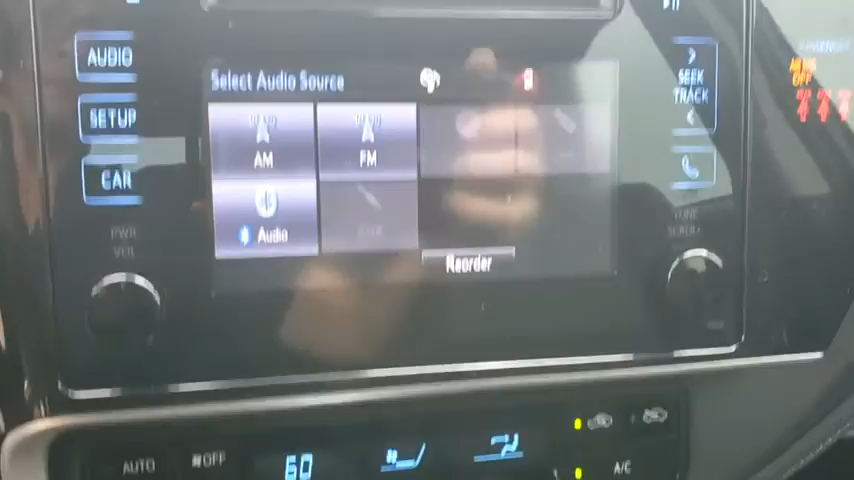 AUDIO
SETUP
CAR
PWR
VOL
Select Audio Source
AM
FM
Audio
Reorder
SEEK
TRACK
TUNE
SCROLL
OFF
AUTO
OFF
60
A/C